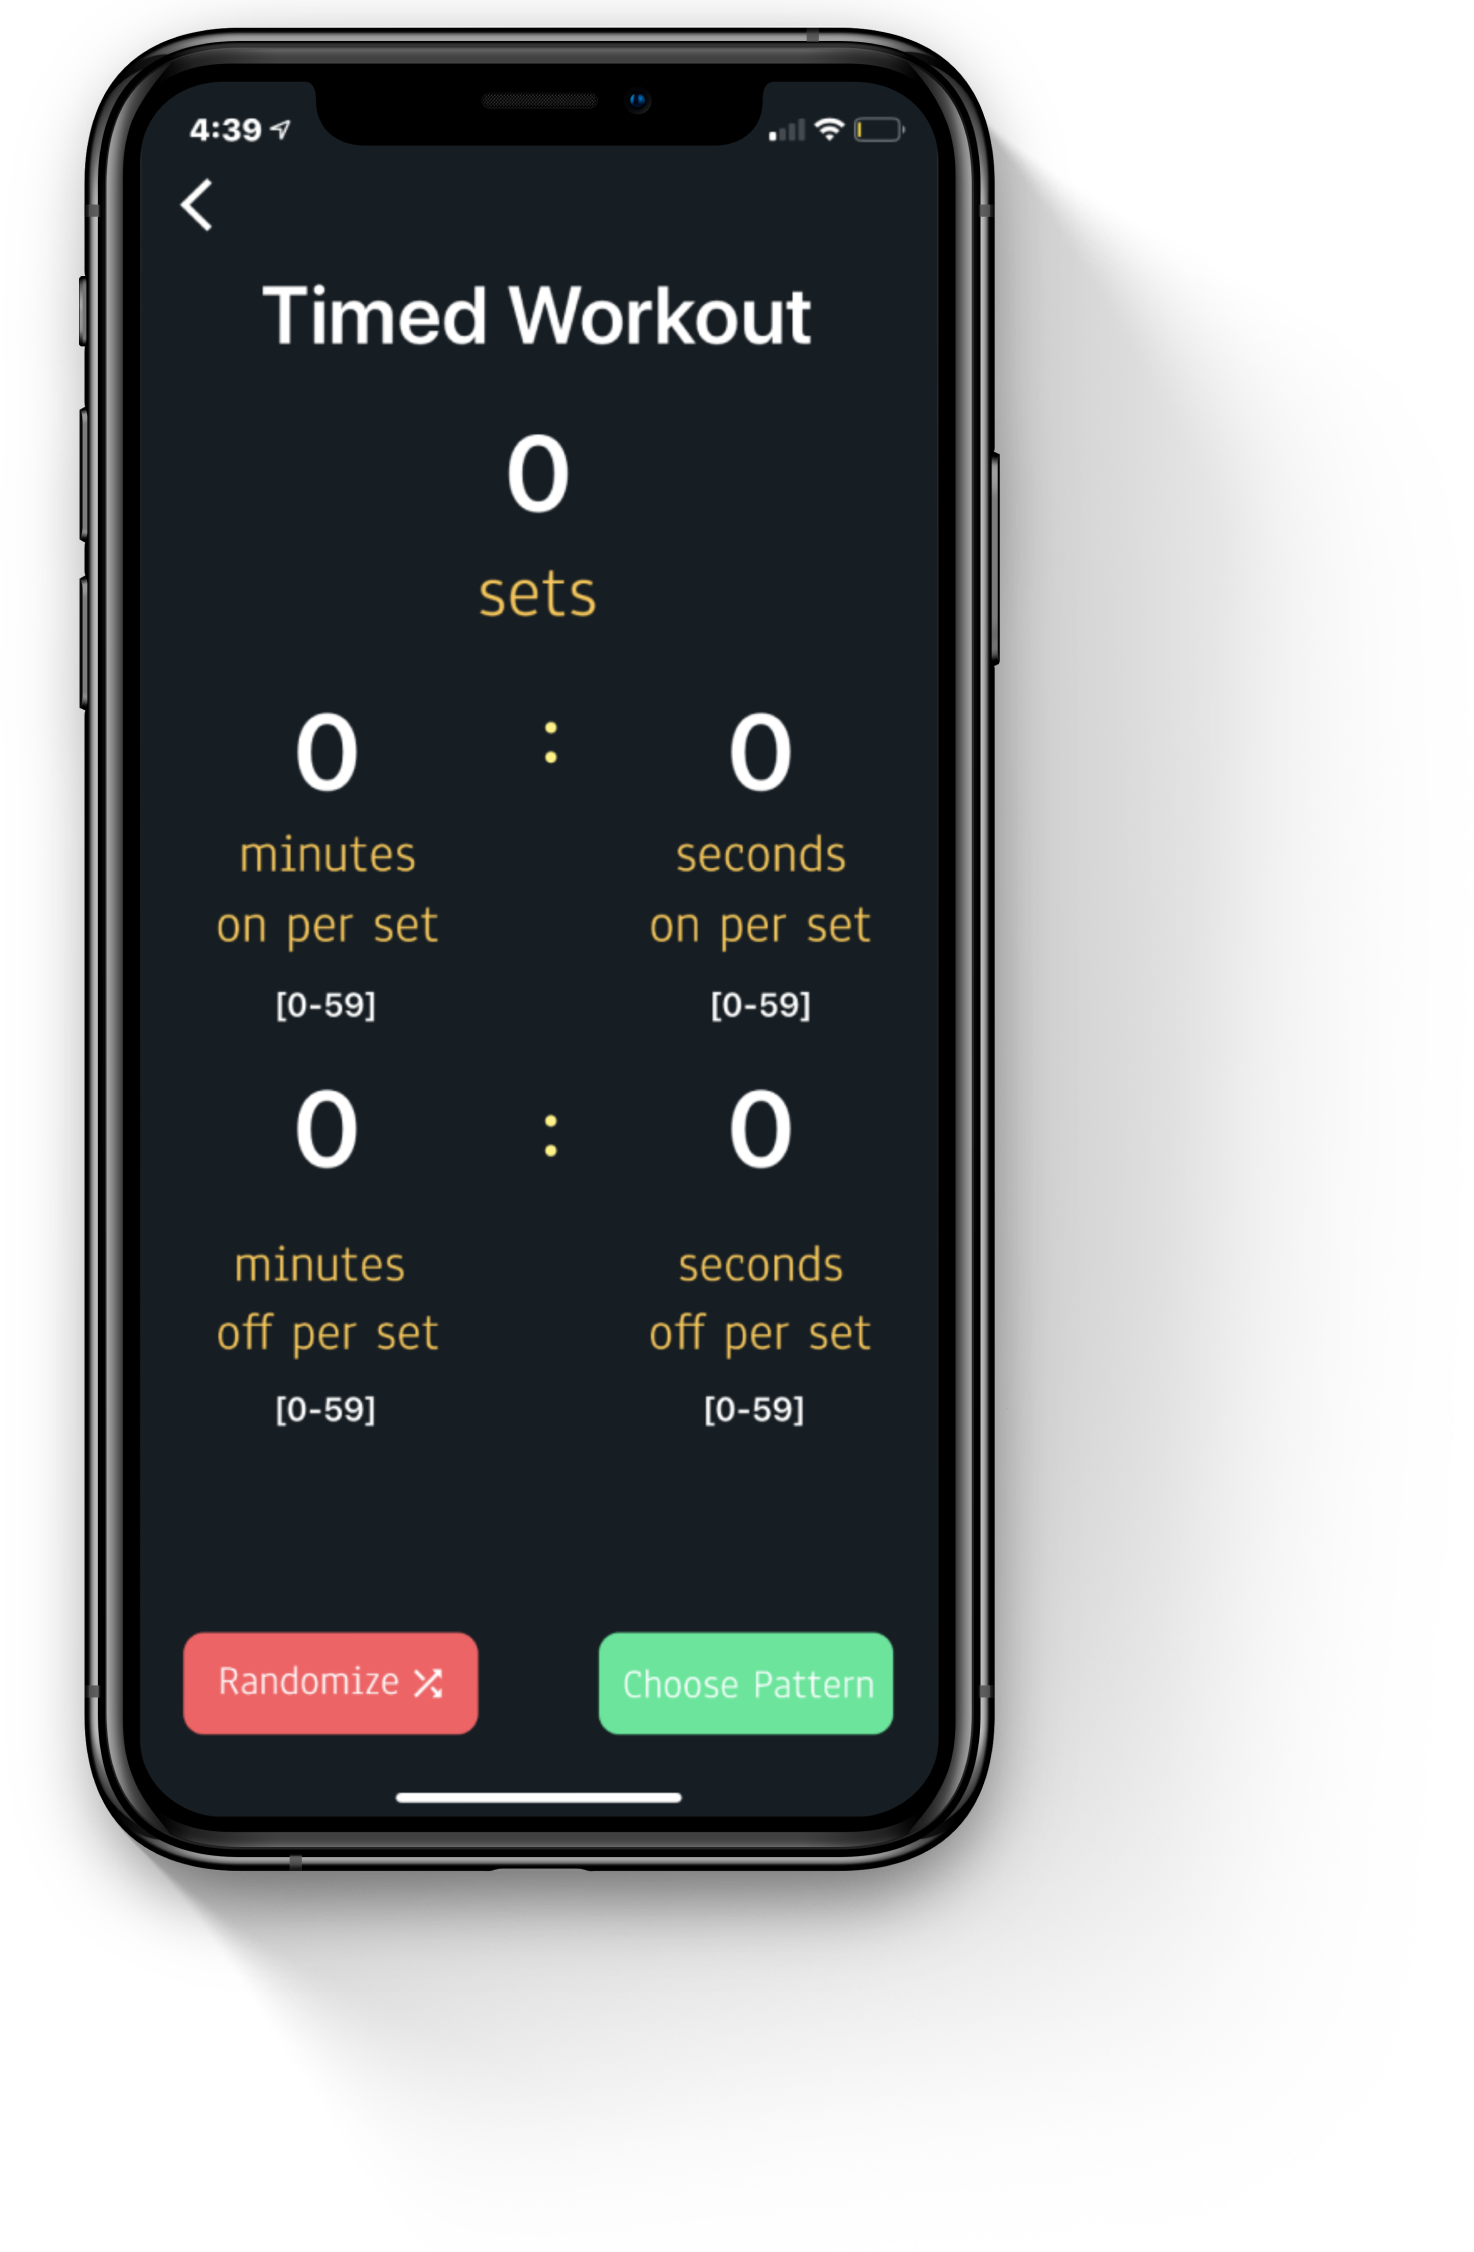 4:39
Timed Workout
0
sets
0 : 0
minutes seconds
on per set on per set
[0-59] [0-59]
0 : 0
minutes seconds
off per set off per set
[0-59] [0-59]
Randomize Choose Pattern